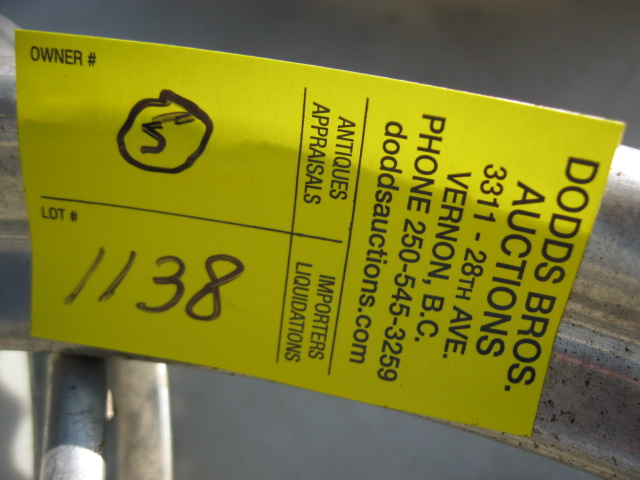 DODDS BROS.
AUCTIONS
3311 - 28TH AVE.
VERNON, B.C.
PHONE 250-545-3259
doddsauctions.com
ANTIQUES
APPRAISALS
IMPORTERS
LIQUIDATIONS
OWNER #
LOT #
1138